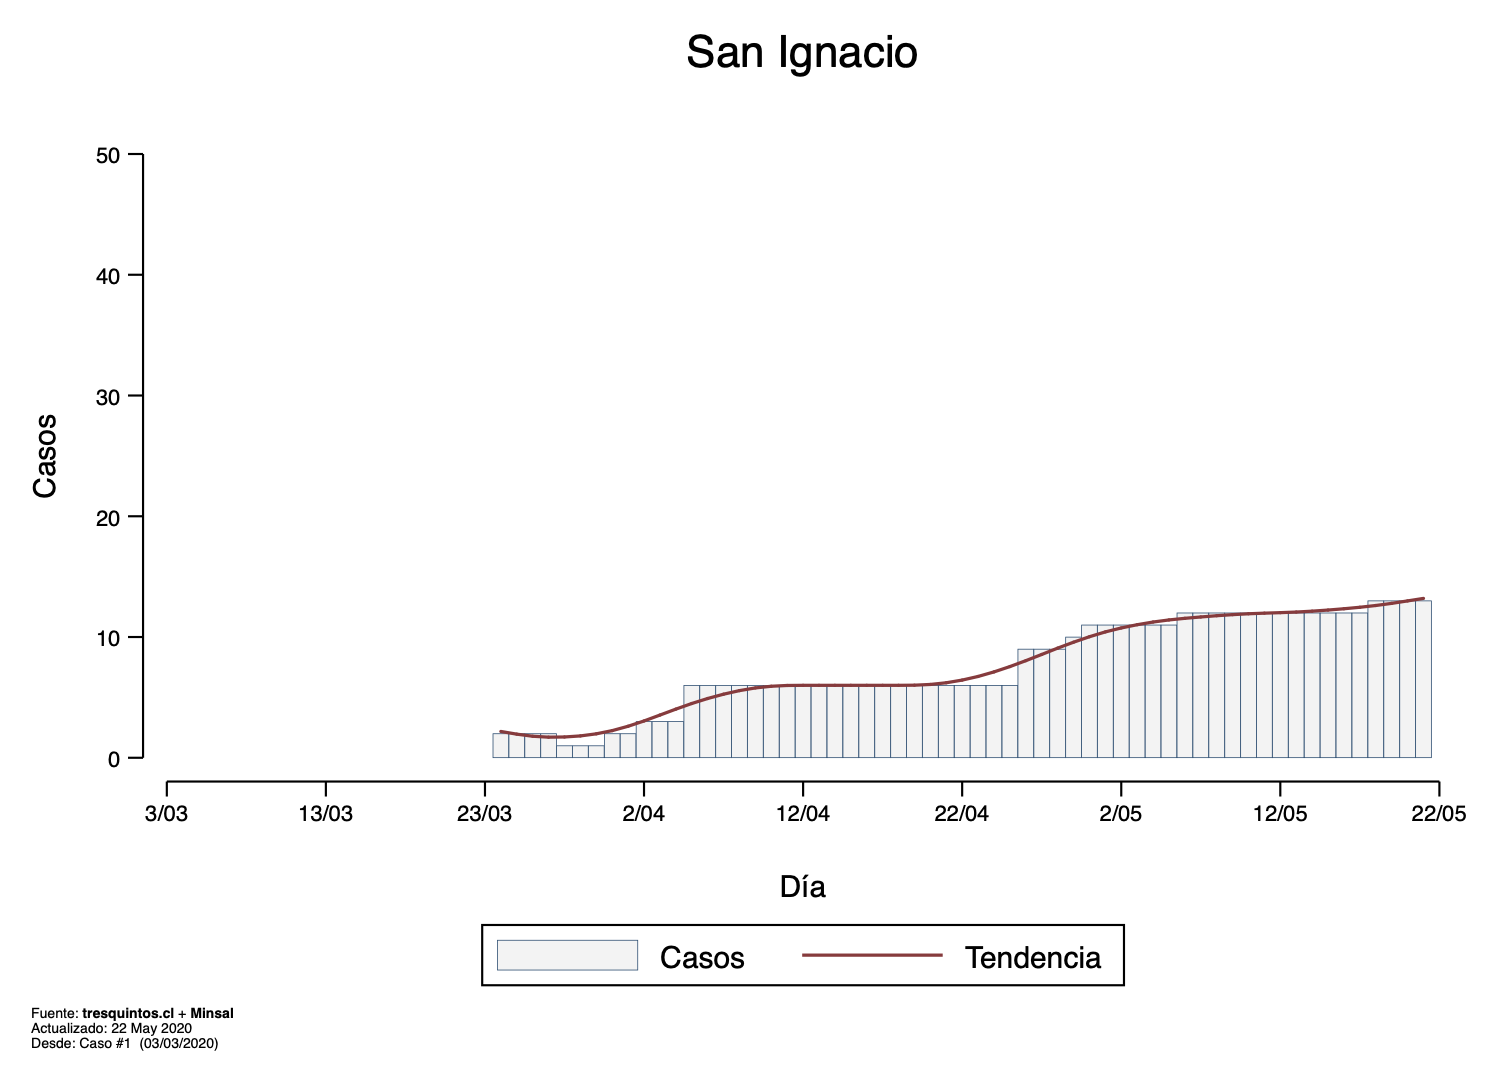 San Ignacio
50
40
30
20
10
0
Casos
3/03 13/03 23/03 2/04 12/04 22/04 2/05 12/05 22/05
Día
Casos Tendencia
Fuente: tresquintos.cl + Minsal
Actualizado: 22 May 2020
Desde: Caso #1 (03/03/2020)